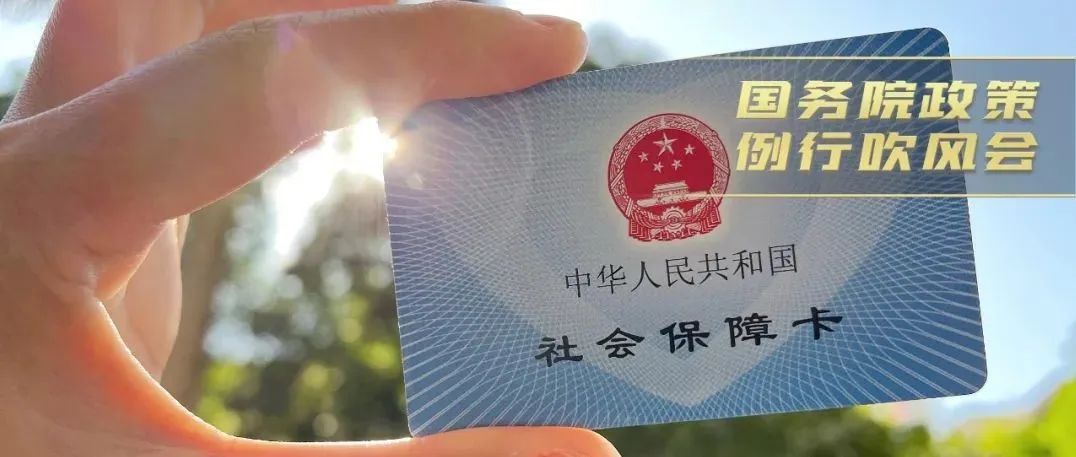 国务院政策
例行吹风会
中华人民共和国
社会保障卡